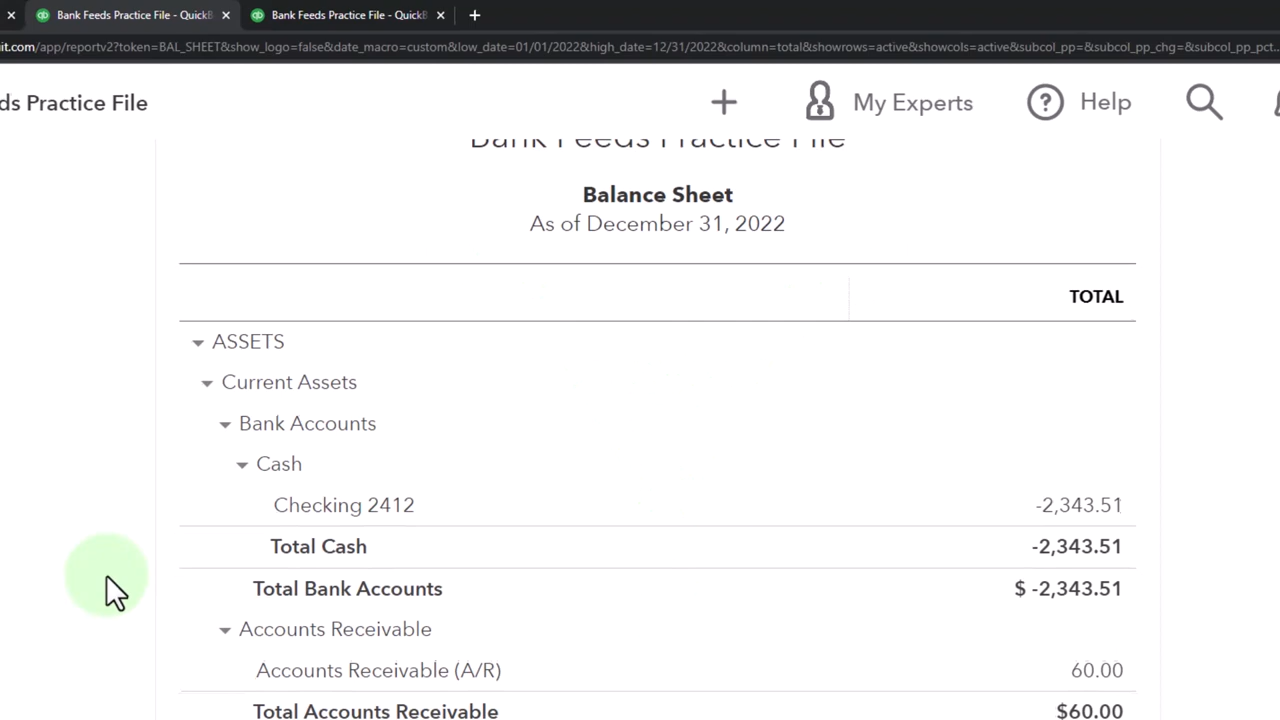 Bank Feeds Practice File - QuickB
Bank Feeds Practice File - QuickB
it.com/app/reportv2?token=BAL_SHEET&show_logo=false&date_macro=custom&low_date=01/01/2022&high_date=12/31/2022&column=total&showrows=active&showcols=active&subcol_pp=&subcol_pp_chg=&subcol_pp_pct...
ds Practice File
My Experts
Help
Bank Feeds Practice File
Balance Sheet
As of December 31, 2022
TOTAL
ASSETS
Current Assets
Bank Accounts
Cash
Checking 2412 -2,343.51
Total Cash -2,343.51
Total Bank Accounts $ -2,343.51
Accounts Receivable
Accounts Receivable (A/R) 60.00
Total Accounts Receivable $60.00